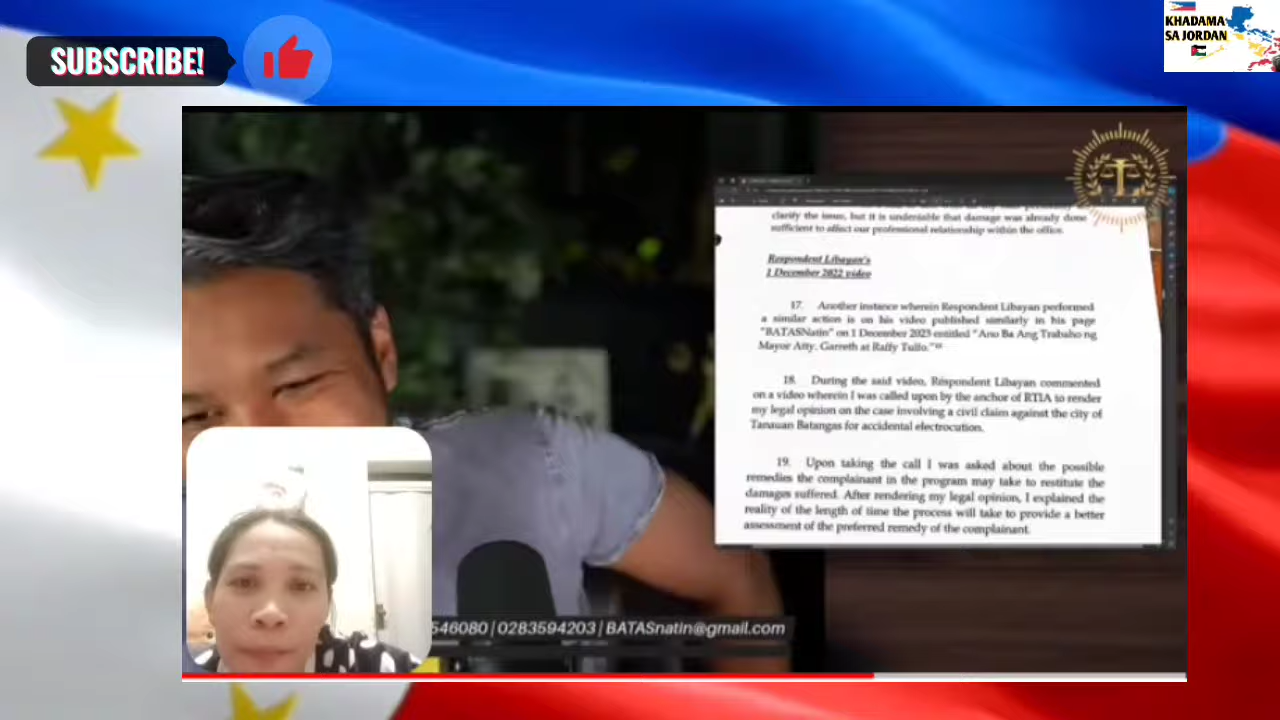 SUBSCRIBE!
KHADAMA
SA JORDAN
clarify the issue, but it is undeniable that damage was already done
sufficient to affect our professional relationship within the office.
Respondent Libayan's
1 December 2022 video
17. Another instance wherein Respondent Libayan performed
a similar action is on his video published similarly in his page
"BATASNatin" on 1 December 2023 entitled "Ano Ba Ang Trabaho ng
Mayor Atty. Garreth at Raffy Tulfo."
18. During the said video, Respondent Libayan commented
on a video wherein I was called upon by the anchor of RTIA to render
my legal opinion on the case involving a civil claim against the city of
Tanauan Batangas for accidental electrocution.
19. Upon taking the call I was asked about the possible
remedies the complainant in the program may take to restitute the
damages suffered. After rendering my legal opinion, I explained the
reality of the length of time the process will take to provide a better
assessment of the preferred remedy of the complainant.
546080 | 0283594203 | BATASnatin@gmail.com